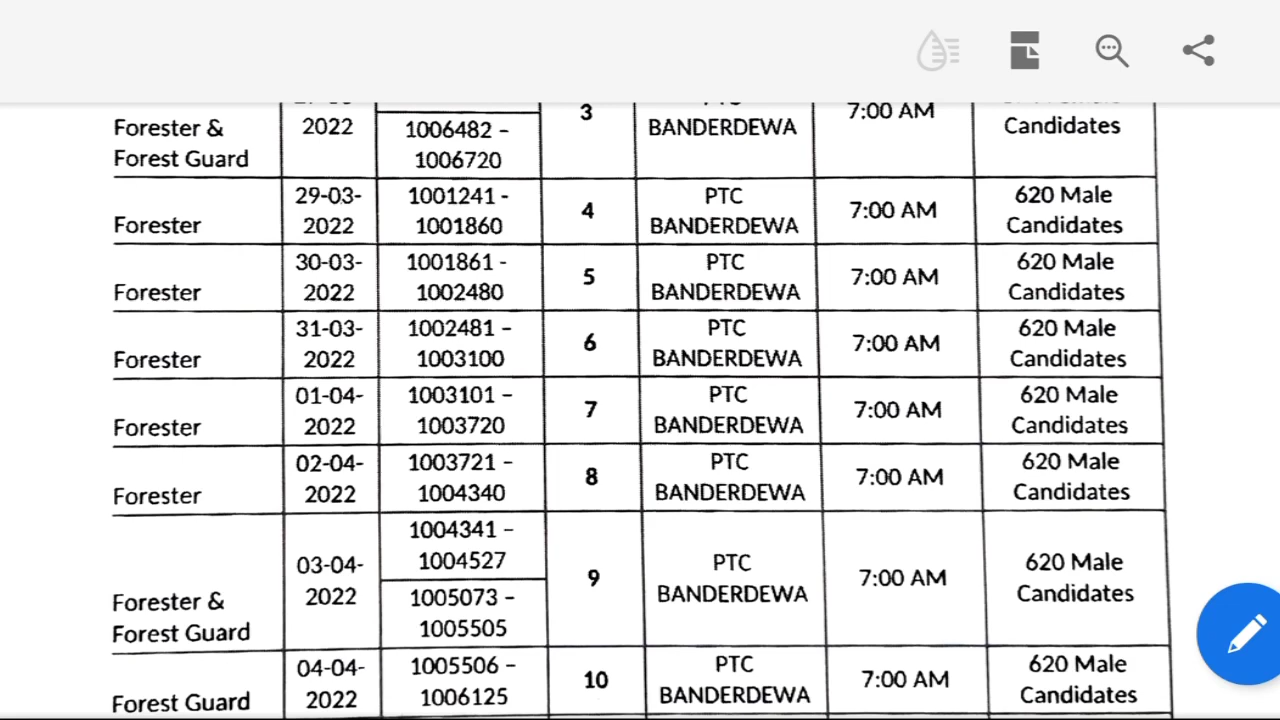 Forester &
Forest Guard
2022
1006482 –
1006720
3
BANDERDEWA
7:00 AM
Candidates
Forester
29-03-
2022
1001241 -
1001860
4
PTC
BANDERDEWA
7:00 AM
620 Male
Candidates
Forester
30-03-
2022
1001861 -
1002480
5
PTC
BANDERDEWA
7:00 AM
620 Male
Candidates
Forester
31-03-
2022
1002481 –
1003100
6
PTC
BANDERDEWA
7:00 AM
620 Male
Candidates
Forester
01-04-
2022
1003101 –
1003720
7
PTC
BANDERDEWA
7:00 AM
620 Male
Candidates
Forester
02-04-
2022
1003721 –
1004340
8
PTC
BANDERDEWA
7:00 AM
620 Male
Candidates
Forester &
Forest Guard
03-04-
2022
1004341 –
1004527
1005073 –
1005505
9
PTC
BANDERDEWA
7:00 AM
620 Male
Candidates
Forest Guard
04-04-
2022
1005506 –
1006125
10
PTC
BANDERDEWA
7:00 AM
620 Male
Candidates